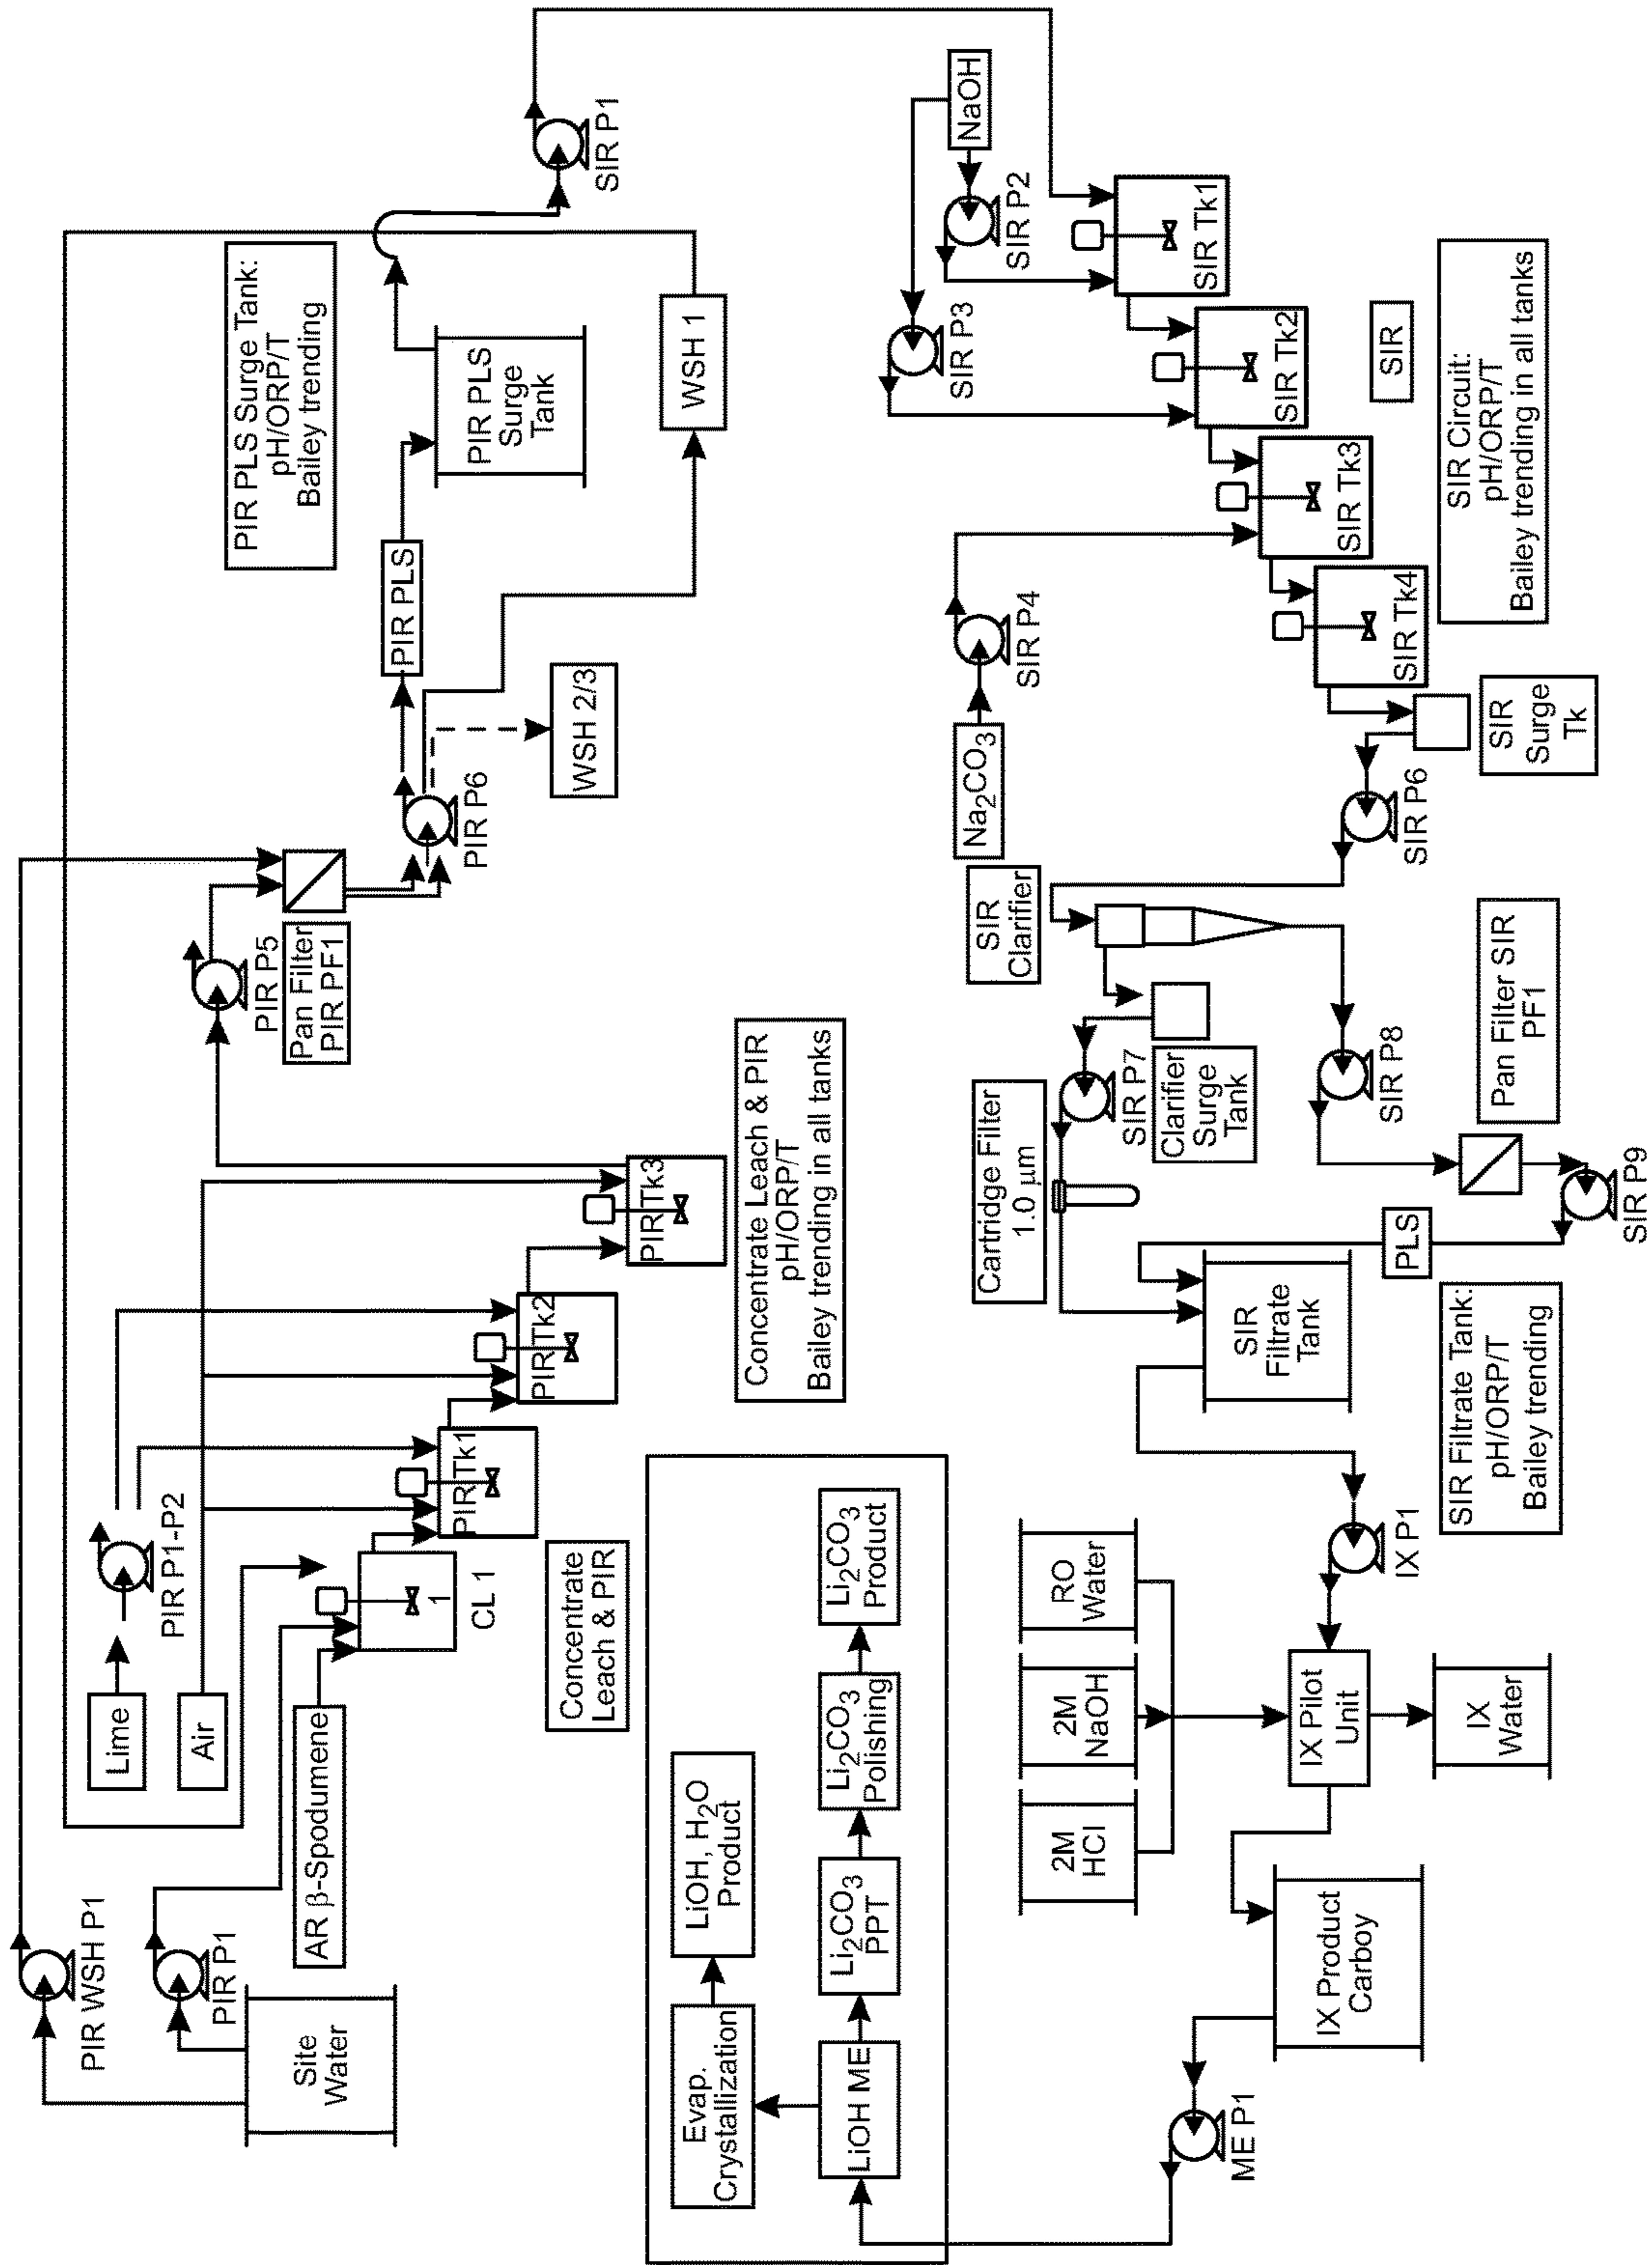 PIR WSH P1
PIR P1
Site
Water
Lime
Air
AR β-Spodumene
PIR P1-P2
1
CL 1
Concentrate
Leach & PIR
PIR Tk1
PIR Tk2
PIR Tk3
Concentrate Leach & PIR
pH/ORP/T
Bailey trending in all tanks
PIR P5
Pan Filter
PIR PF1
PIR P6
WSH 2/3
PIR PLS
PIR PLS Surge Tank:
pH/ORP/T
Bailey trending
PIR PLS
Surge
Tank
WSH 1
SIR P1
NaOH
SIR P2
SIR P3
SIR Tk1
SIR Tk2
SIR Tk3
SIR Tk4
SIR
SIR Circuit:
pH/ORP/T
Bailey trending in all tanks
Na2CO3
SIR P4
SIR
Surge
Tk
SIR P6
SIR
Clarifier
Clarifier
Surge
Tank
SIR P7
Cartridge Filter
1.0 µm
SIR P8
Pan Filter SIR
PF1
SIR P9
PLS
SIR
Filtrate
Tank
SIR Filtrate Tank:
pH/ORP/T
Bailey trending
IX P1
RO
Water
2M
NaOH
2M
HCl
IX Pilot
Unit
IX
Water
IX Product
Carboy
ME P1
LiOH ME
Evap.
Crystallization
LiOH, H2O
Product
Li2CO3
PPT
Li2CO3
Polishing
Li2CO3
Product